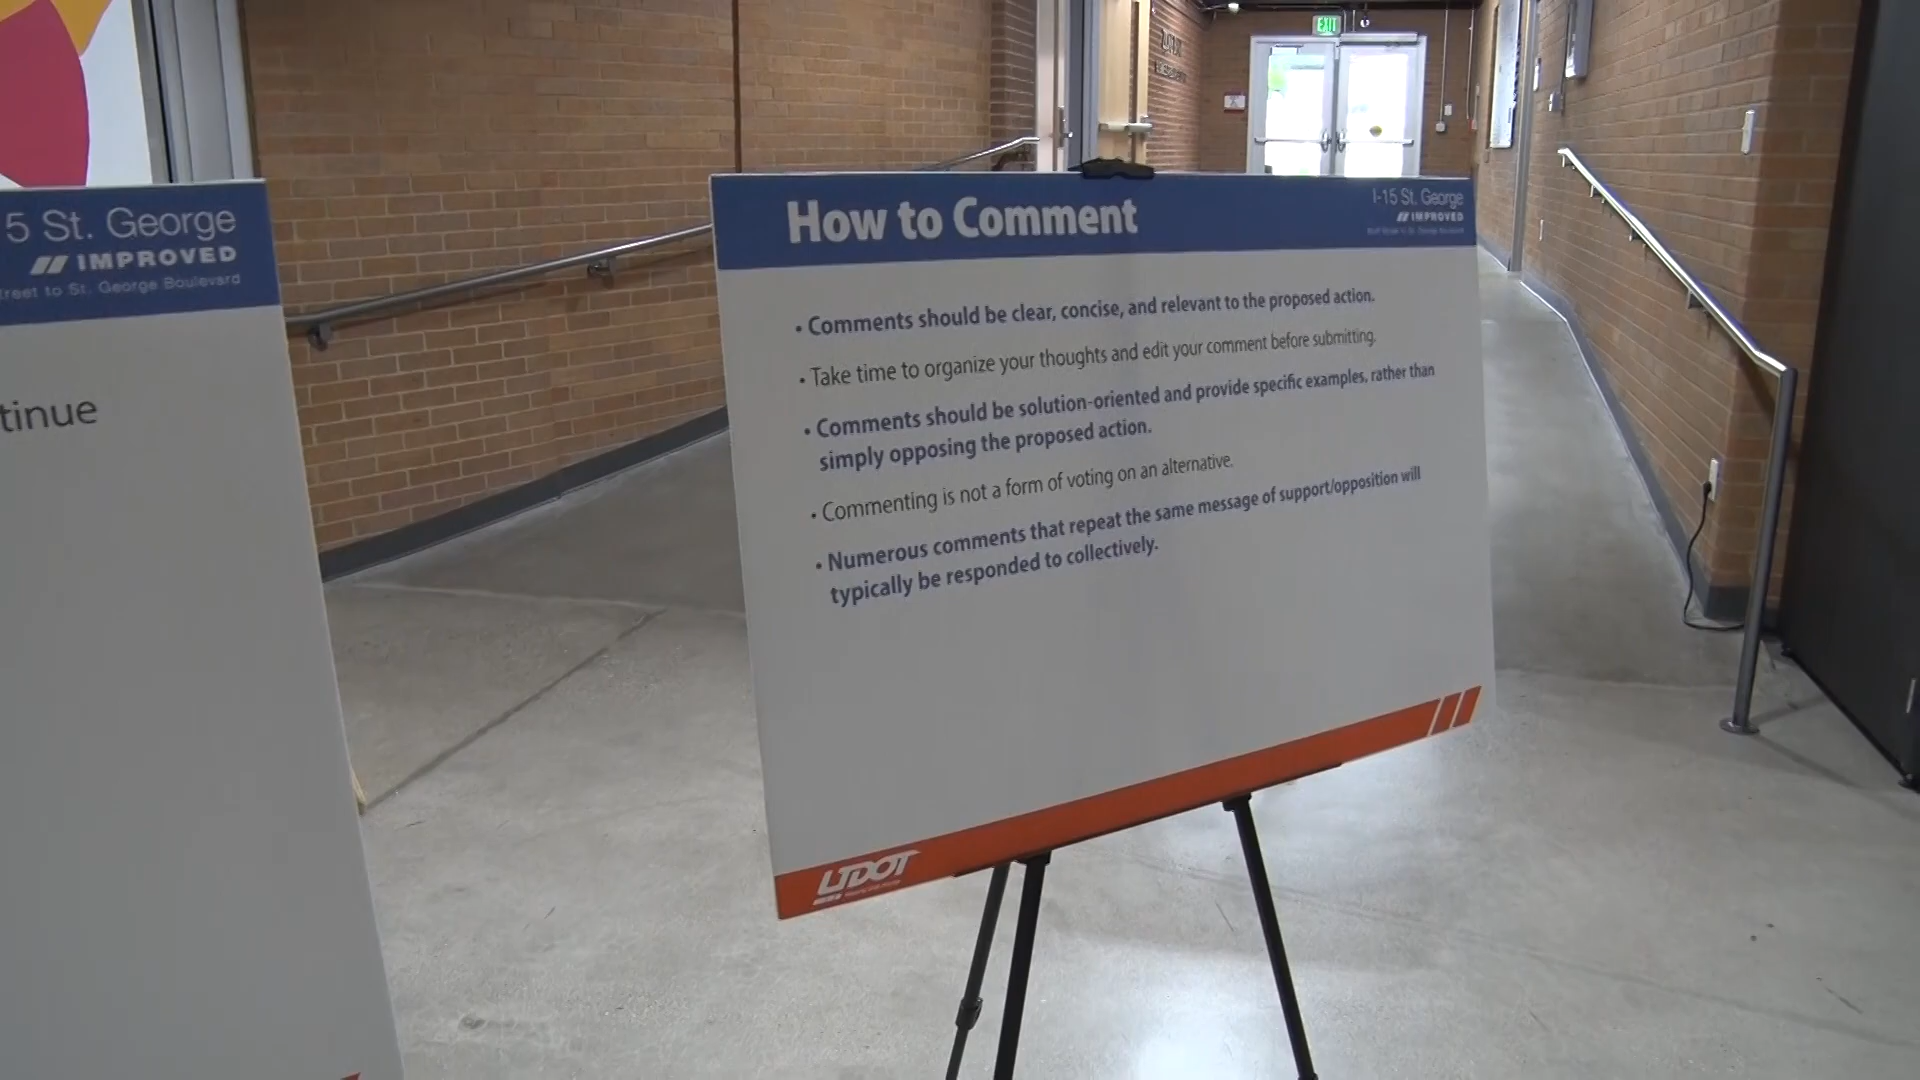 5 St. George
IMPROVED
treet to St. George Boulevard
tinue
How to Comment
I-15 St. George
IMPROVED
• Comments should be clear, concise, and relevant to the proposed action.
• Take time to organize your thoughts and edit your comment before submitting.
• Comments should be solution-oriented and provide specific examples, rather than
simply opposing the proposed action.
• Commenting is not a form of voting on an alternative.
• Numerous comments that repeat the same message of support/opposition will
typically be responded to collectively.
UDOT
EXIT